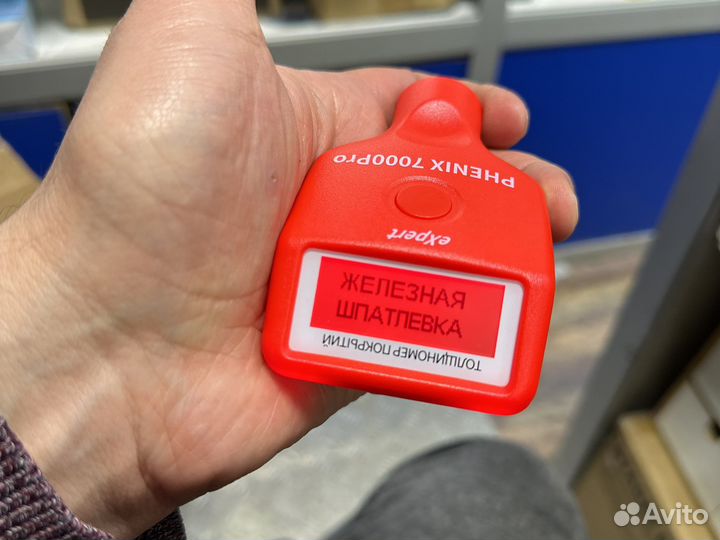 PHENIX 7000Pro
eXpert
ЖЕЛЕЗНАЯ
ШПАТЛЕВКА
ТОЛЩИНОМЕР ПОКРЫТИЙ
Avito